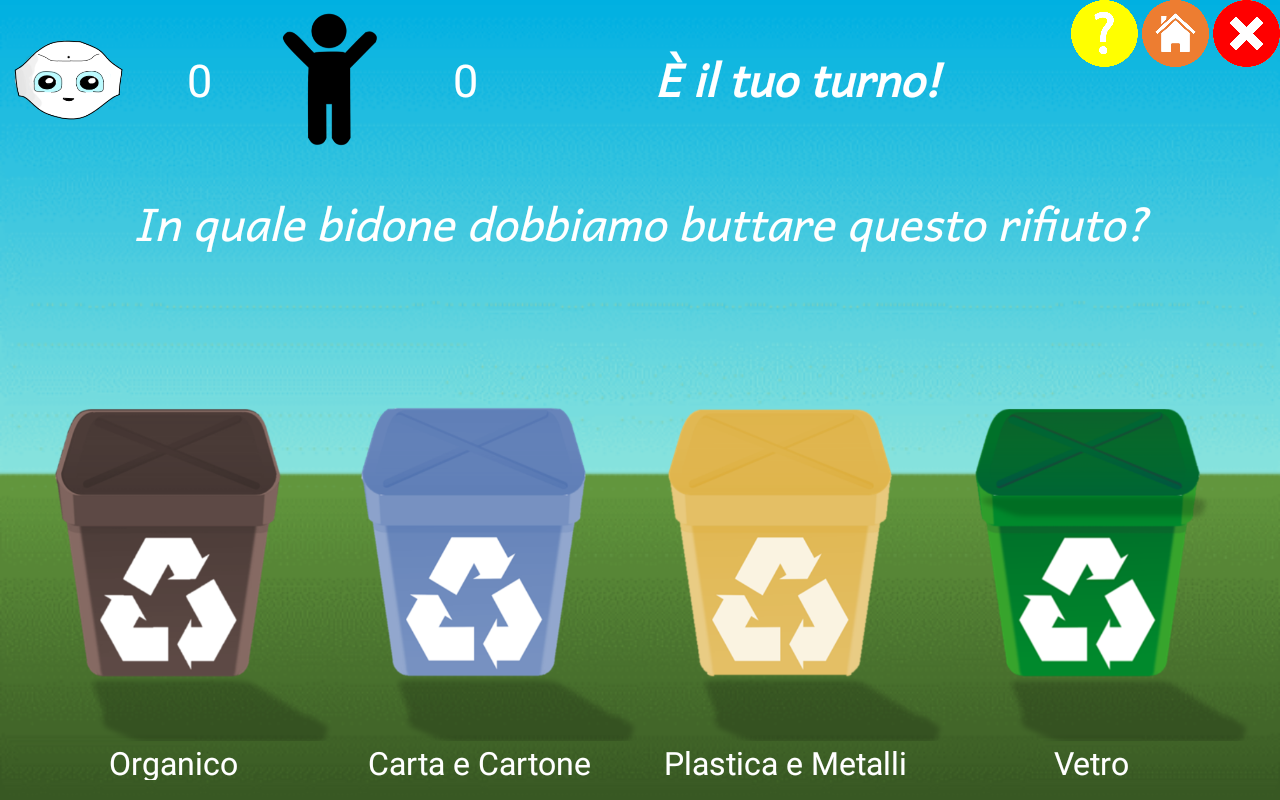 0
0
È il tuo turno!
?
In quale bidone dobbiamo buttare questo rifiuto?
Organico
Carta e Cartone
Plastica e Metalli
Vetro